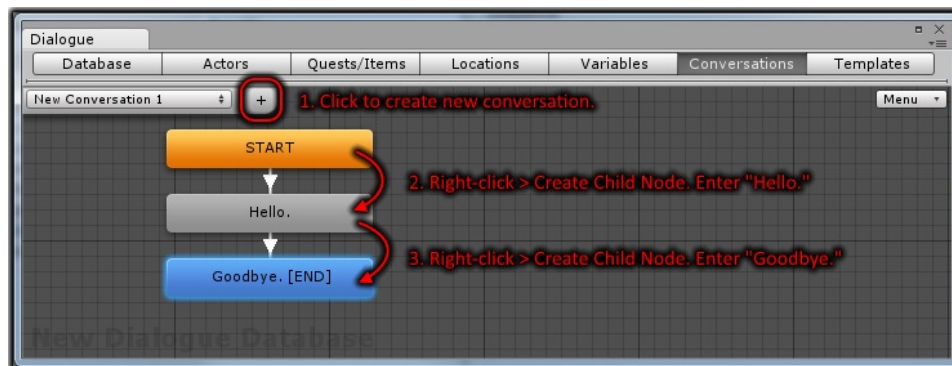 Dialogue
Database Actors Quests/Items Locations Variables Conversations Templates
New Conversation 1 + 1. Click to create new conversation. Menu
START
2. Right-click > Create Child Node. Enter "Hello."
Hello.
3. Right-click > Create Child Node. Enter "Goodbye."
Goodbye. [END]
New Dialogue Database